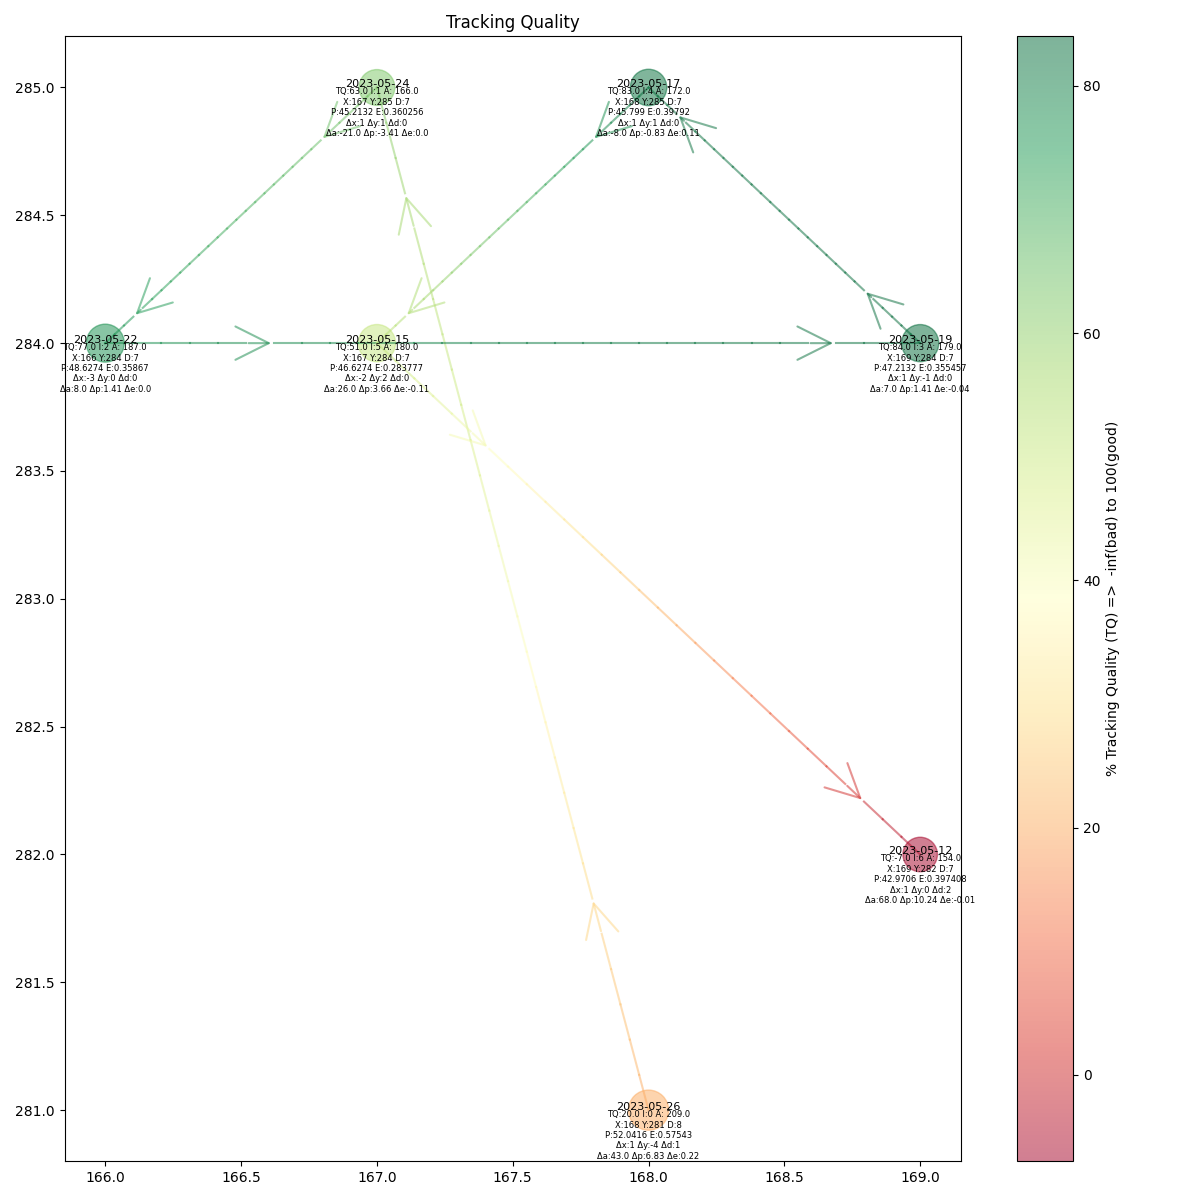 Tracking Quality
285.0
284.5
284.0
283.5
283.0
282.5
282.0
281.5
281.0
166.0
166.5
167.0
167.5
168.0
168.5
169.0
2023-05-24
TQ:63.0 I:1 A: 166.0
X:167 Y:285 D:7
P:45.2132 E:0.360256
Δx:1 Δy:1 Δd:0
Δa:-21.0 Δp:-3.41 Δe:0.0
2023-05-17
TQ:83.0 I:4 A: 172.0
X:168 Y:285 D:7
P:45.799 E:0.39792
Δx:1 Δy:1 Δd:0
Δa:-8.0 Δp:-0.83 Δe:0.11
2023-05-22
TQ:77.0 I:2 A: 187.0
X:166 Y:284 D:7
P:48.6274 E:0.35867
Δx:-3 Δy:0 Δd:0
Δa:8.0 Δp:1.41 Δe:0.0
2023-05-15
TQ:51.0 I:5 A: 180.0
X:167 Y:284 D:7
P:46.6274 E:0.283777
Δx:-2 Δy:2 Δd:0
Δa:26.0 Δp:3.66 Δe:-0.11
2023-05-19
TQ:84.0 I:3 A: 179.0
X:169 Y:284 D:7
P:47.2132 E:0.355457
Δx:1 Δy:-1 Δd:0
Δa:7.0 Δp:1.41 Δe:-0.04
2023-05-12
TQ:-7.0 I:6 A: 154.0
X:169 Y:282 D:7
P:42.9706 E:0.397408
Δx:1 Δy:0 Δd:2
Δa:68.0 Δp:10.24 Δe:-0.01
2023-05-26
TQ:20.0 I:0 A: 209.0
X:168 Y:281 D:8
P:52.0416 E:0.57543
Δx:1 Δy:-4 Δd:1
Δa:43.0 Δp:6.83 Δe:0.22
80
60
40
20
0
% Tracking Quality (TQ) =>  -inf(bad) to 100(good)